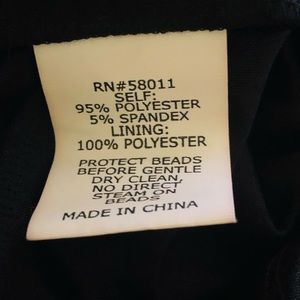 RN#58011
SELF:
95% POLYESTER
5% SPANDEX
LINING:
100% POLYESTER
PROTECT BEADS
BEFORE GENTLE
DRY CLEAN,
NO DIRECT
STEAM ON
BEADS
MADE IN CHINA